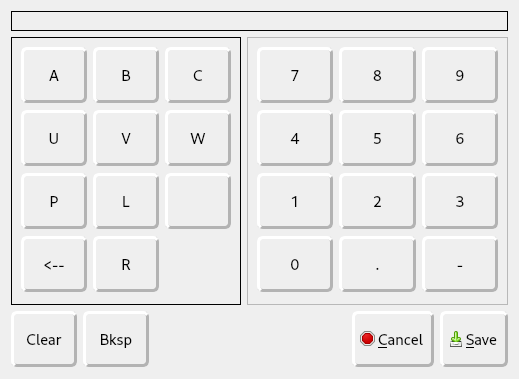 A B C 7 8 9
U V W 4 5 6
P L 1 2 3
<-- R 0 . -
Clear Bksp Cancel Save